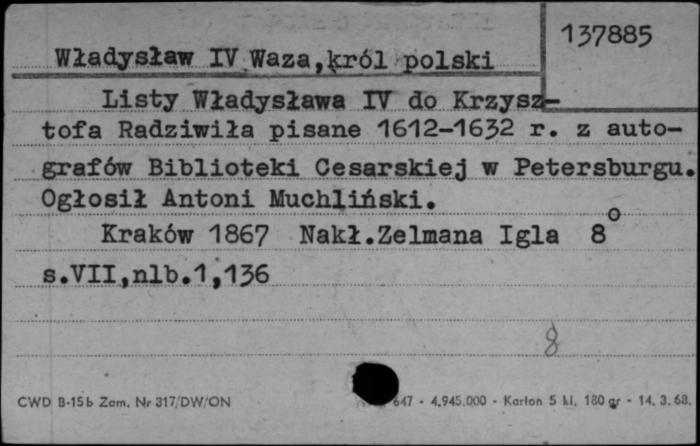 137885
Władysław IV Waza,król polski
Listy Władysława IV do Krzysz-
tofa Radziwiła pisane 1612-1632 r. z auto-
grafów Biblioteki Cesarskiej w Petersburgu.
Ogłosił Antoni Muchliński.
Kraków 1867 Nakł.Zelmana Igla 8°
s.VII,nlb.1,136
8
CWD B-15b Zam. Nr 317/DW/ON 647 - 4.945.000 - Karton 5 kl. 180 gr - 14. 3. 68.